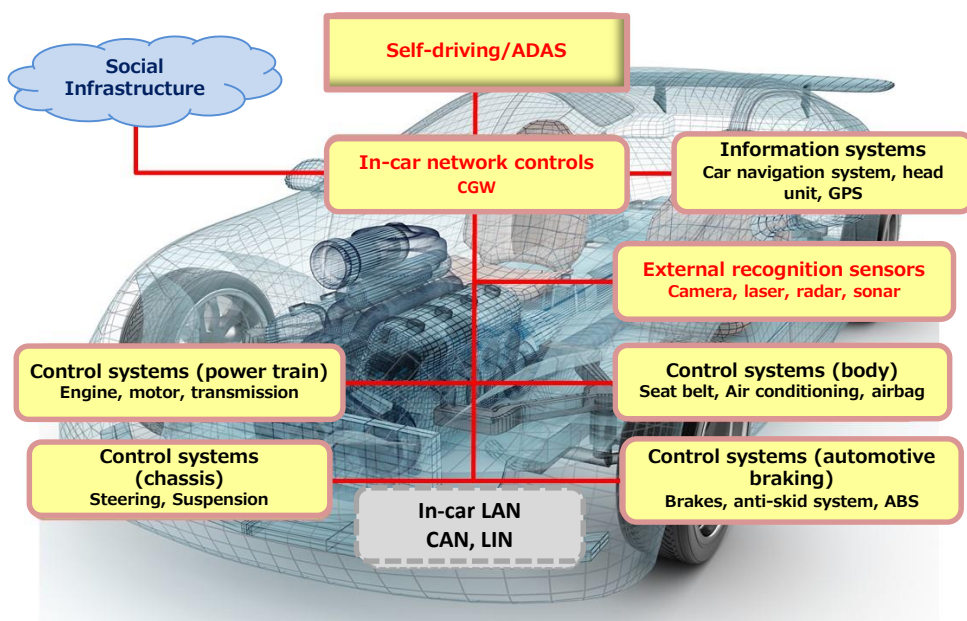 Self-driving/ADAS
Social
Infrastructure
In-car network controls
CGW
Information systems
Car navigation system, head
unit, GPS
External recognition sensors
Camera, laser, radar, sonar
Control systems (power train)
Engine, motor, transmission
Control systems (body)
Seat belt, Air conditioning, airbag
Control systems
(chassis)
Steering, Suspension
Control systems (automotive
braking)
Brakes, anti-skid system, ABS
In-car LAN
CAN, LIN